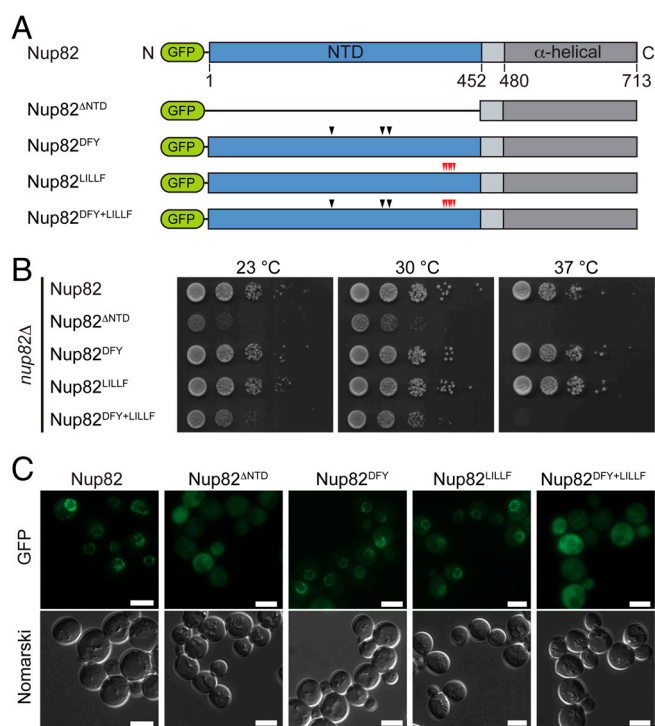 A
Nup82 N GFP NTD α-helical C
1 452 480 713
Nup82ΔNTD GFP
Nup82DFY GFP
Nup82LILLF GFP
Nup82DFY+LILLF GFP
B
23 °C 30 °C 37 °C
nup82Δ
Nup82
Nup82ΔNTD
Nup82DFY
Nup82LILLF
Nup82DFY+LILLF
C
Nup82 Nup82ΔNTD Nup82DFY Nup82LILLF Nup82DFY+LILLF
GFP
Nomarski